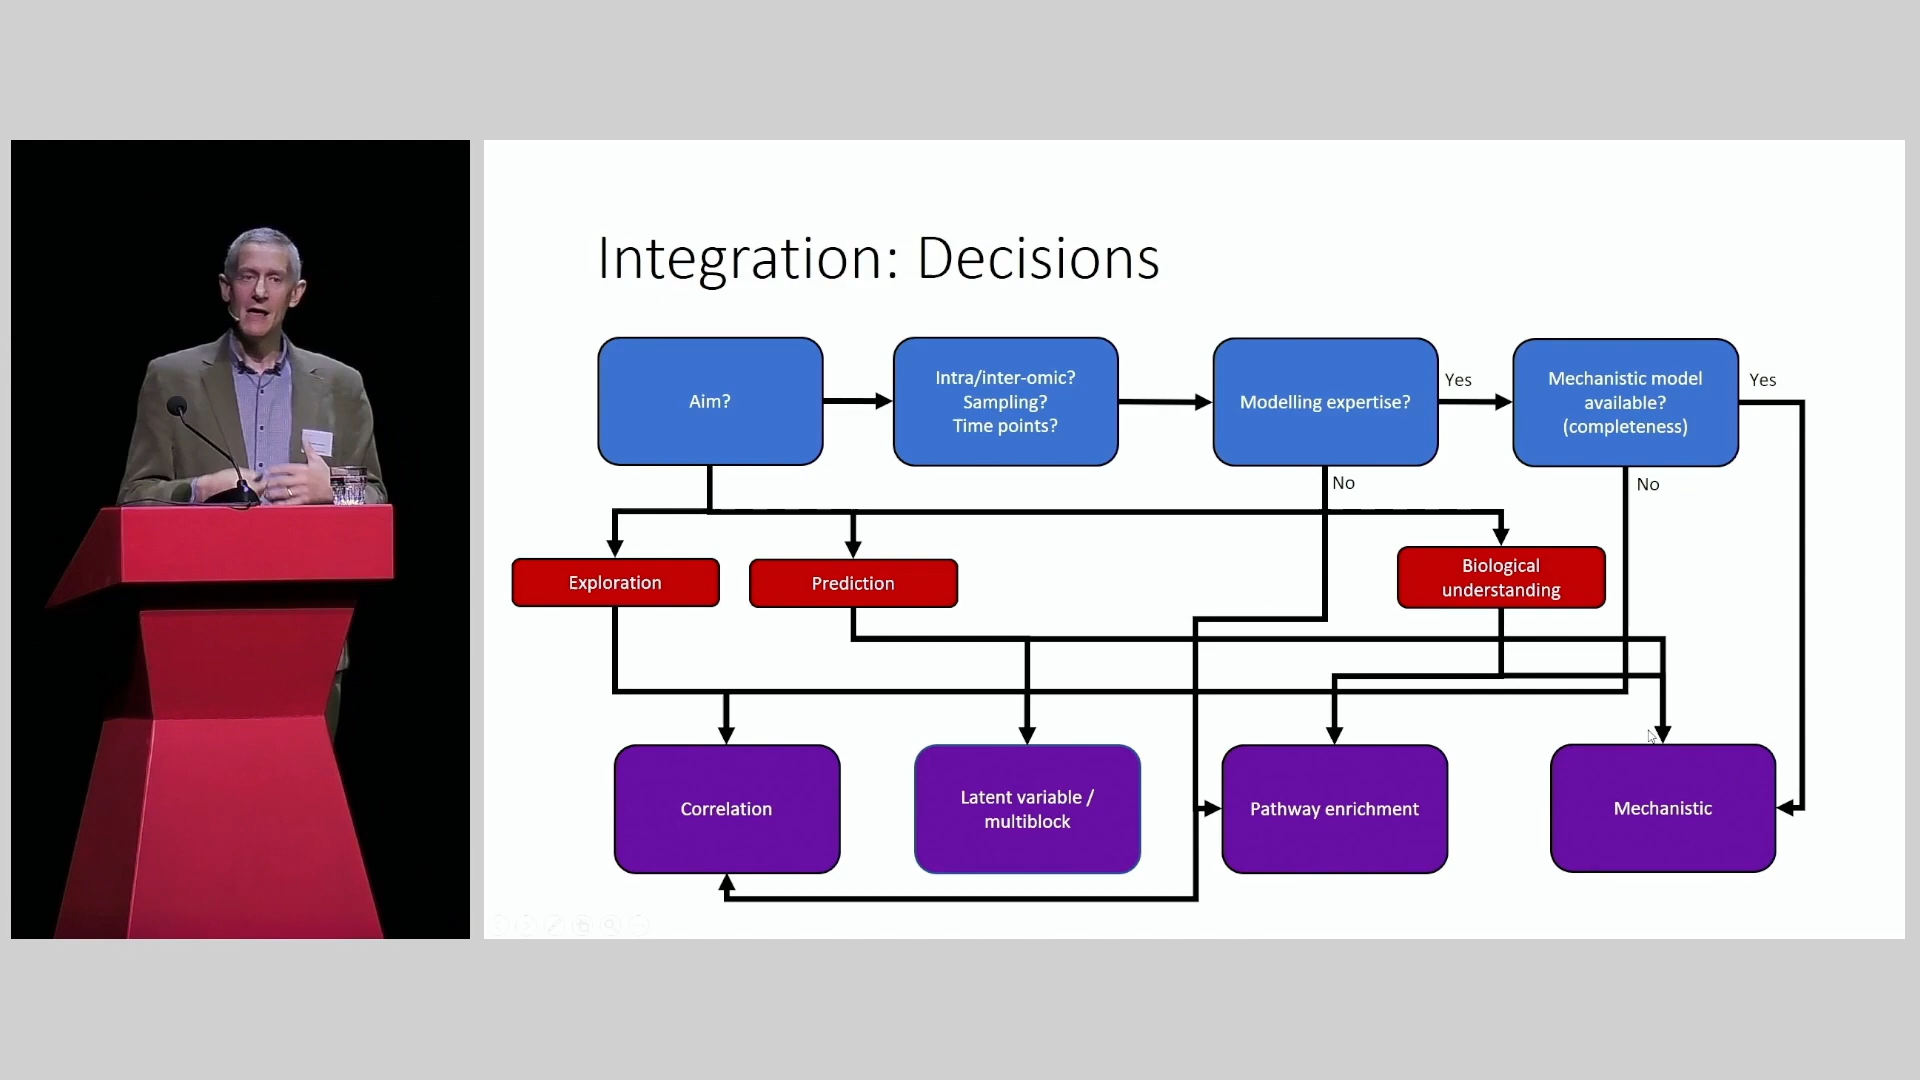 Integration: Decisions
Aim?
Intra/inter-omic?
Sampling?
Time points?
Modelling expertise?
Yes
Mechanistic model
available?
(completeness)
Yes
No
No
Exploration
Prediction
Biological
understanding
Correlation
Latent variable /
multiblock
Pathway enrichment
Mechanistic